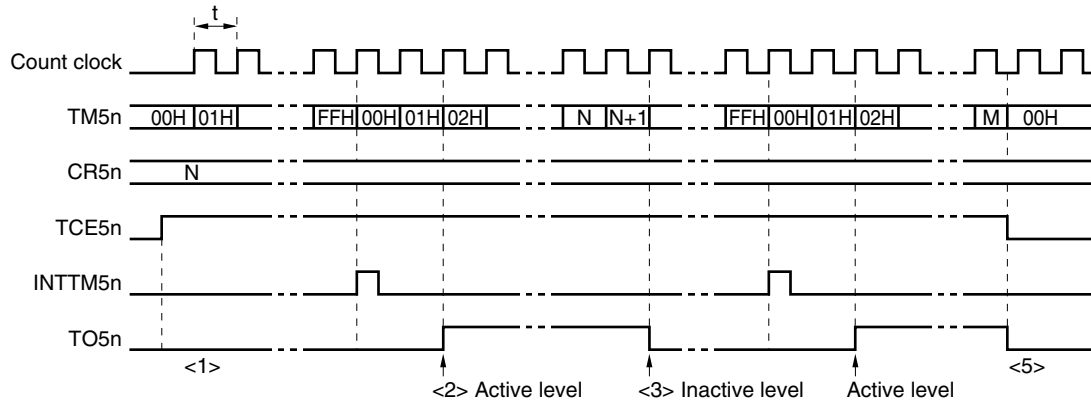 t
Count clock
TM5n 00H 01H FFH 00H 01H 02H N N+1 FFH 00H 01H 02H M 00H
CR5n N
TCE5n
INTTM5n
TO5n
<1> <5>
<2> Active level <3> Inactive level Active level